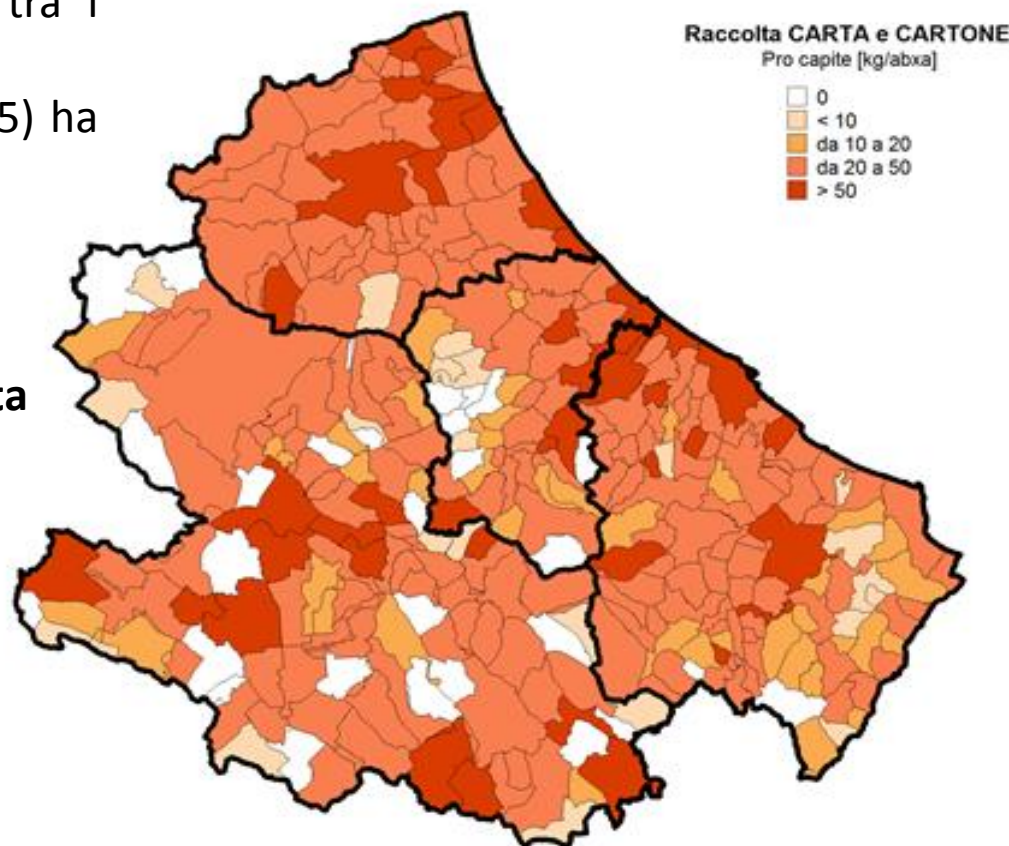 tra i
5) ha
ta
Raccolta CARTA e CARTONE
Pro capite [kg/abxa]
0
< 10
da 10 a 20
da 20 a 50
> 50